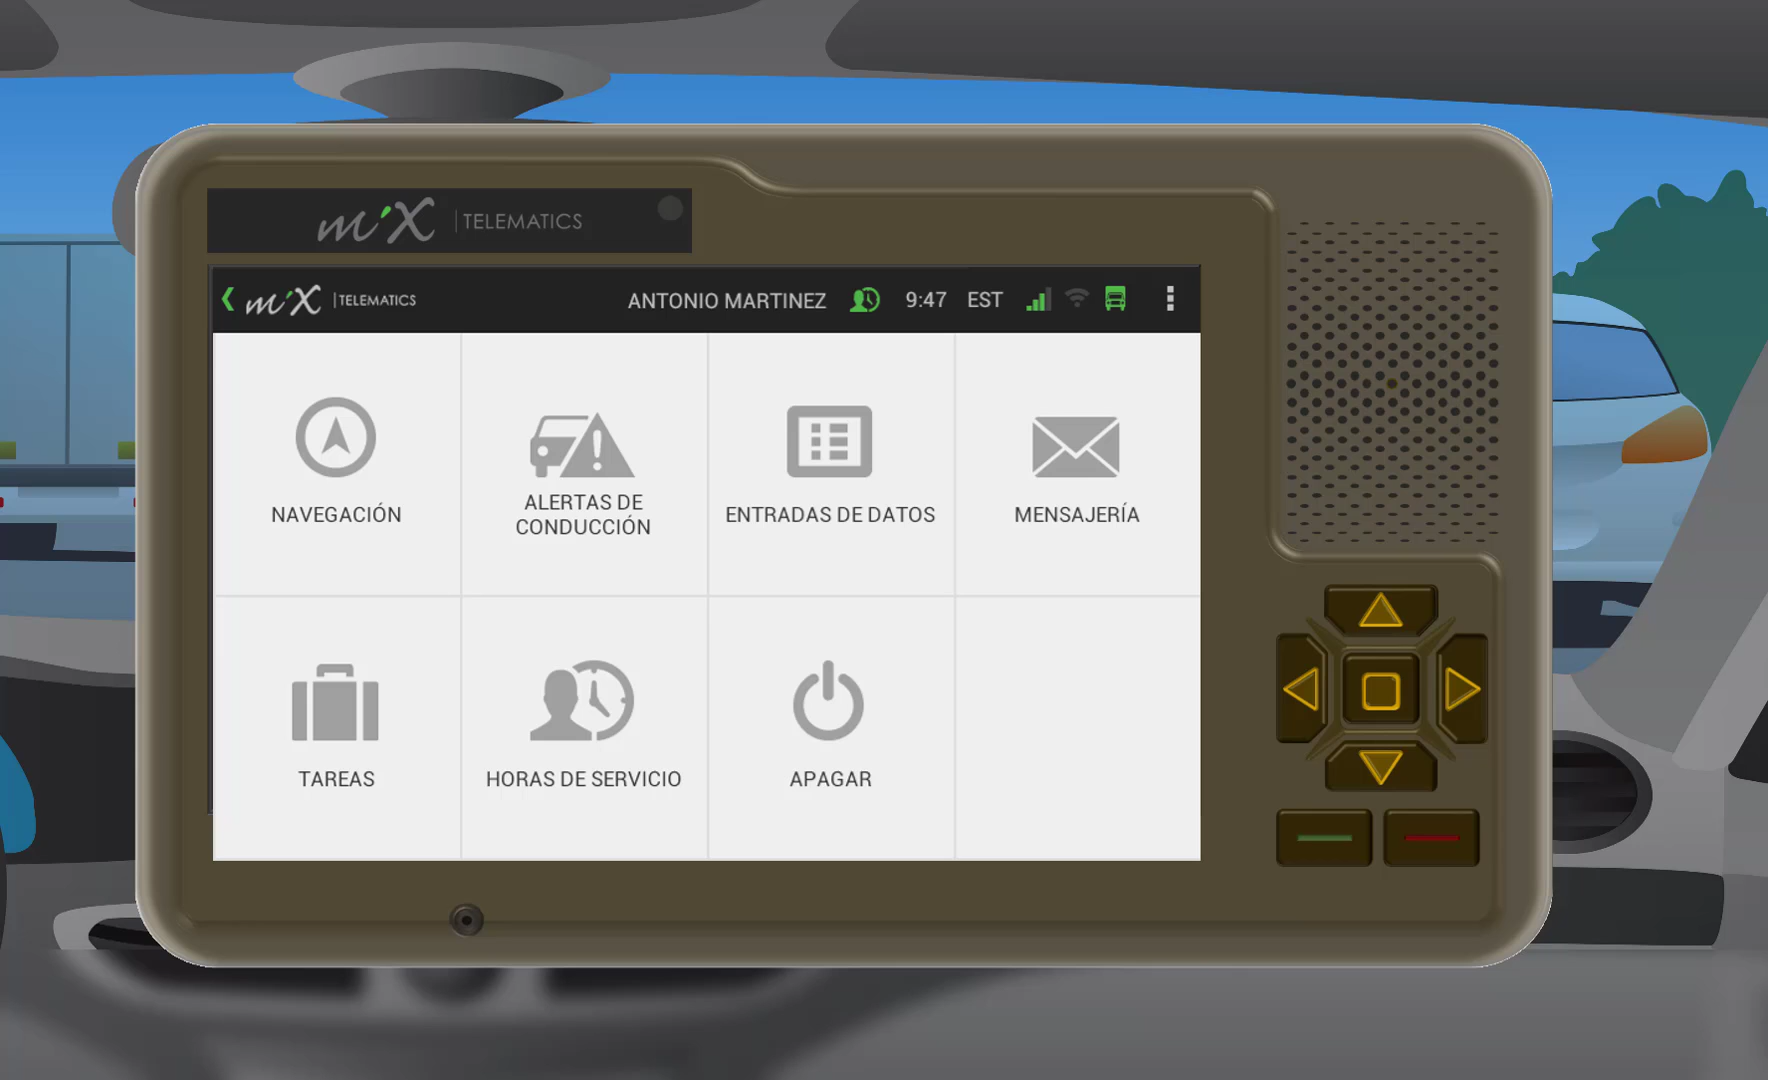 mix | TELEMATICS
mix | TELEMATICS ANTONIO MARTINEZ 9:47 EST
NAVEGACIÓN
ALERTAS DE
CONDUCCIÓN
ENTRADAS DE DATOS
MENSAJERÍA
TAREAS
HORAS DE SERVICIO
APAGAR